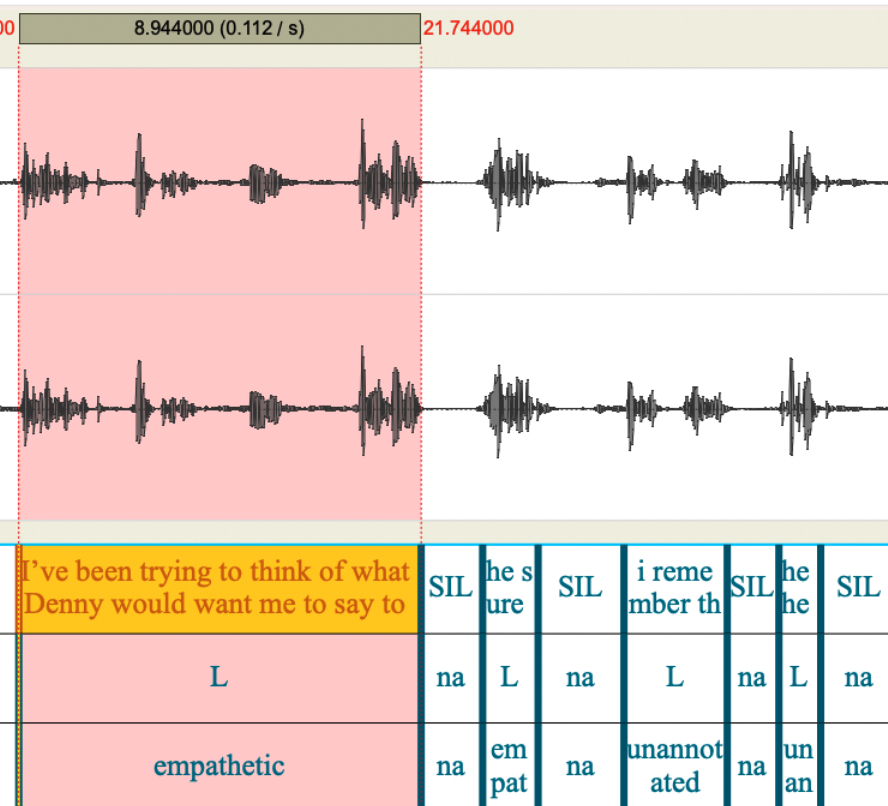 00 8.944000 (0.112 / s) 21.744000
I’ve been trying to think of what
Denny would want me to say to
SIL
he s
ure
SIL
i reme
mber th
SIL
he
he
SIL
L na L na L na L na
empathetic
na
em
pat
na
unannot
ated
na
un
an
na